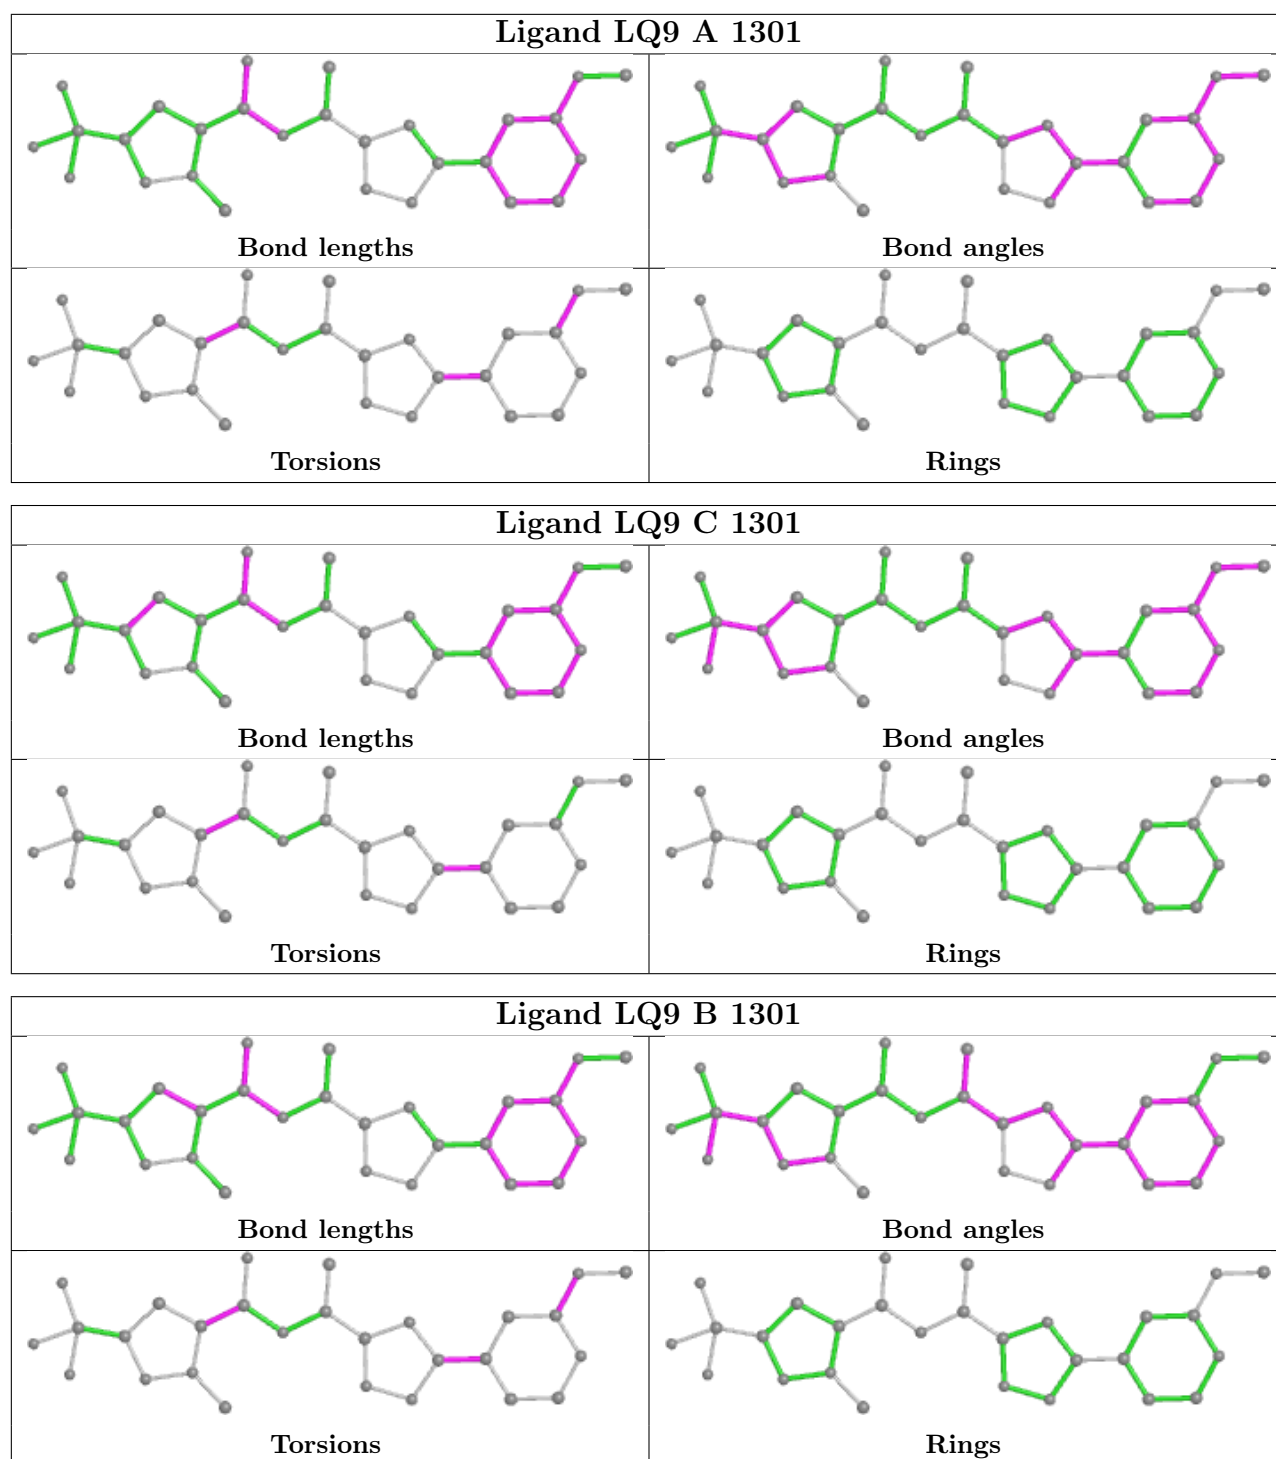 Ligand LQ9 A 1301
Bond lengths
Bond angles
Torsions
Rings
Ligand LQ9 C 1301
Bond lengths
Bond angles
Torsions
Rings
Ligand LQ9 B 1301
Bond lengths
Bond angles
Torsions
Rings